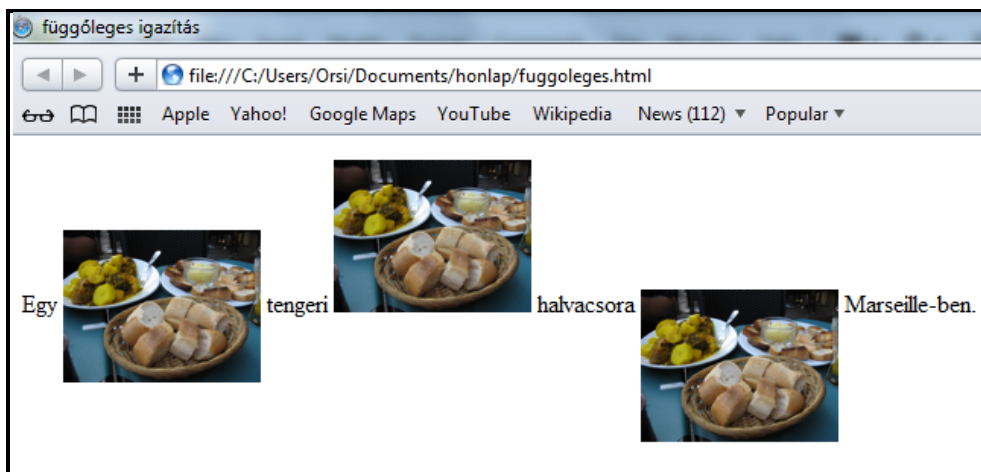 függőleges igazítás
file:///C:/Users/Orsi/Documents/honlap/fuggoleges.html
Apple Yahoo! Google Maps YouTube Wikipedia News (112) ▼ Popular ▼
Egy tengeri halvacsora Marseille-ben.